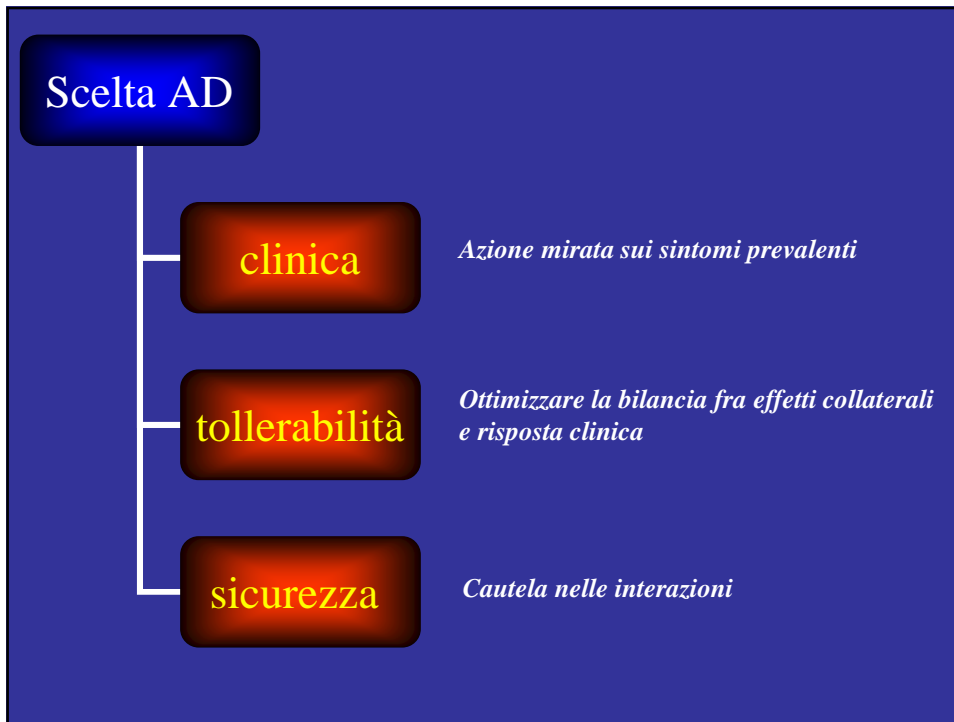 Scelta AD
clinica
Azione mirata sui sintomi prevalenti
tollerabilità
Ottimizzare la bilancia fra effetti collaterali
e risposta clinica
sicurezza
Cautela nelle interazioni